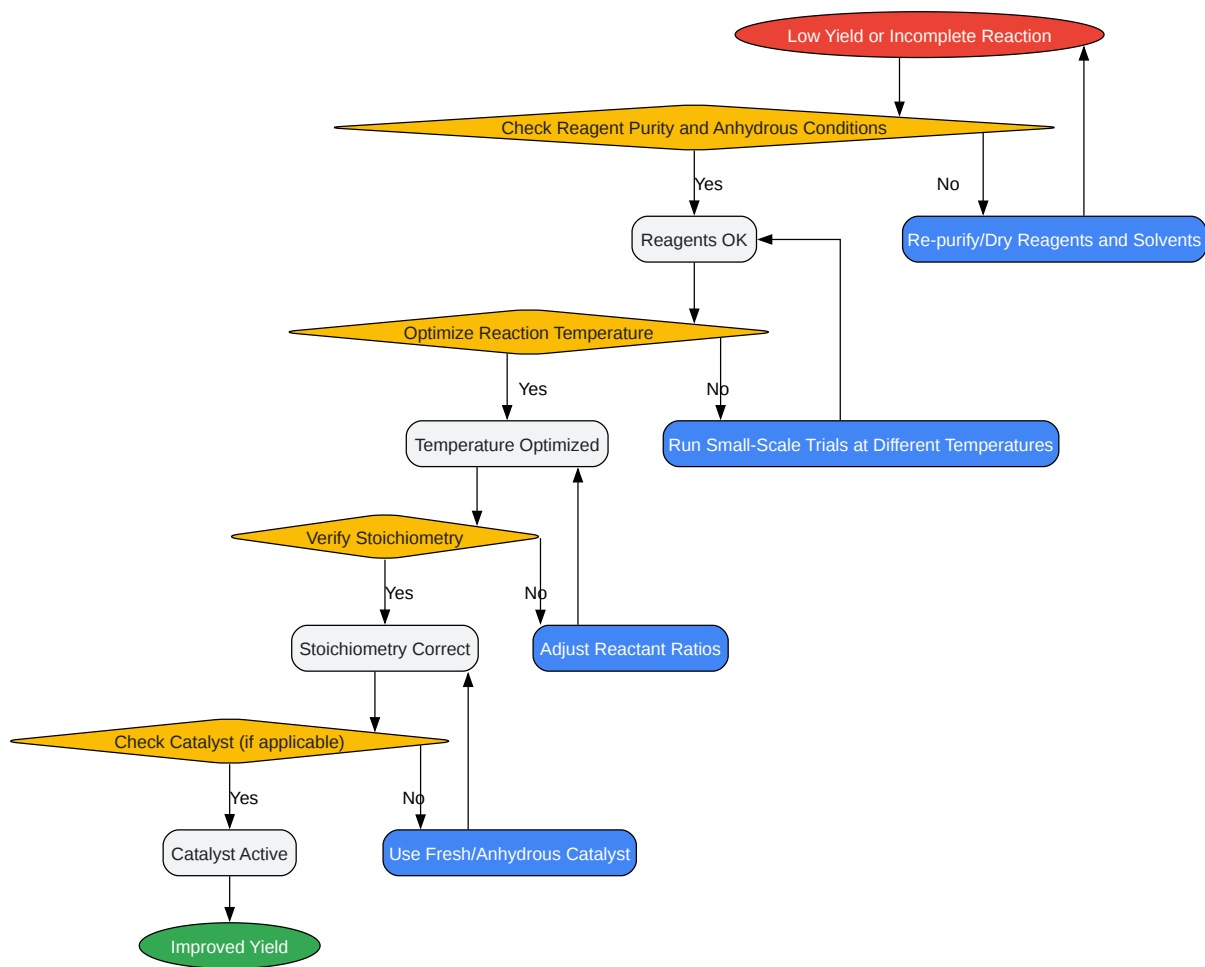 Low Yield or Incomplete Reaction
Check Reagent Purity and Anhydrous Conditions
Yes
No
Reagents OK
Re-purify/Dry Reagents and Solvents
Optimize Reaction Temperature
Yes
No
Temperature Optimized
Run Small-Scale Trials at Different Temperatures
Verify Stoichiometry
Yes
No
Stoichiometry Correct
Adjust Reactant Ratios
Check Catalyst (if applicable)
Yes
No
Catalyst Active
Use Fresh/Anhydrous Catalyst
Improved Yield